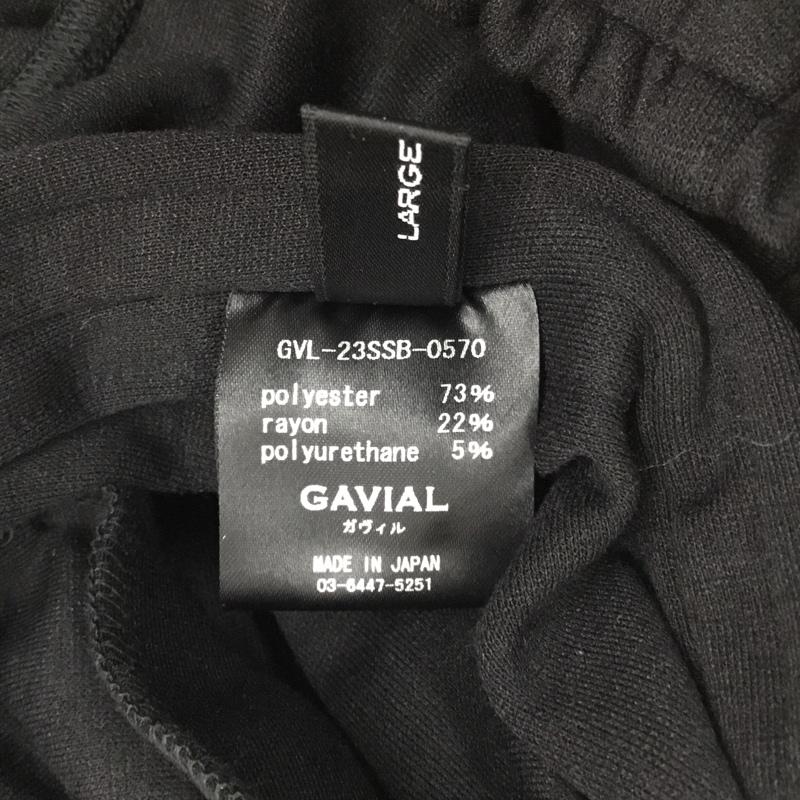 LARGE
GVL-23SSB-0570
polyester 73%
rayon 22%
polyurethane 5%
GAVIAL
ガヴィル
MADE IN JAPAN
03-6447-5251